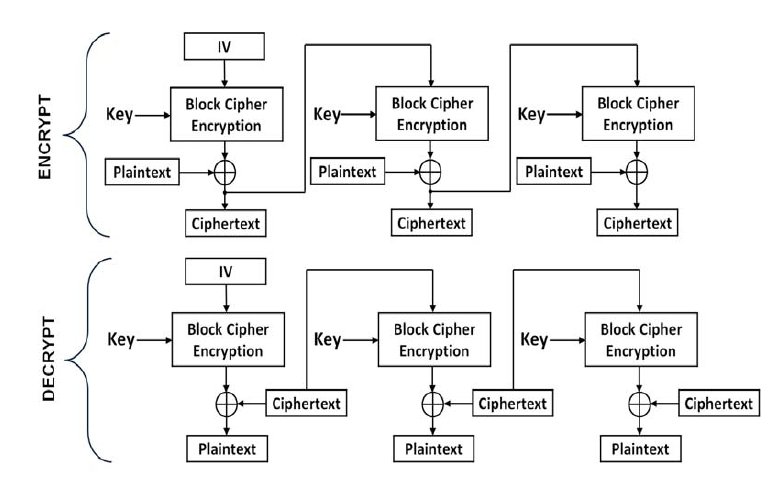 ENCRYPT
IV
Key
Block Cipher
Encryption
Key
Block Cipher
Encryption
Key
Block Cipher
Encryption
Plaintext
Plaintext
Plaintext
Ciphertext
Ciphertext
Ciphertext
DECRYPT
IV
Key
Block Cipher
Encryption
Key
Block Cipher
Encryption
Key
Block Cipher
Encryption
Ciphertext
Ciphertext
Ciphertext
Plaintext
Plaintext
Plaintext